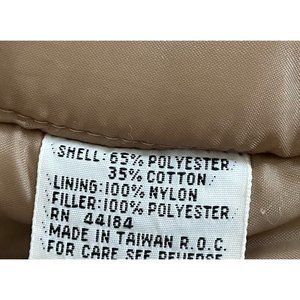 SHELL: 65% POLYESTER
35% COTTON
LINING:100% NYLON
FILLER:100% POLYESTER
RN 44184
MADE IN TAIWAN R.O.C.
FOR CARE SEE REVERSE